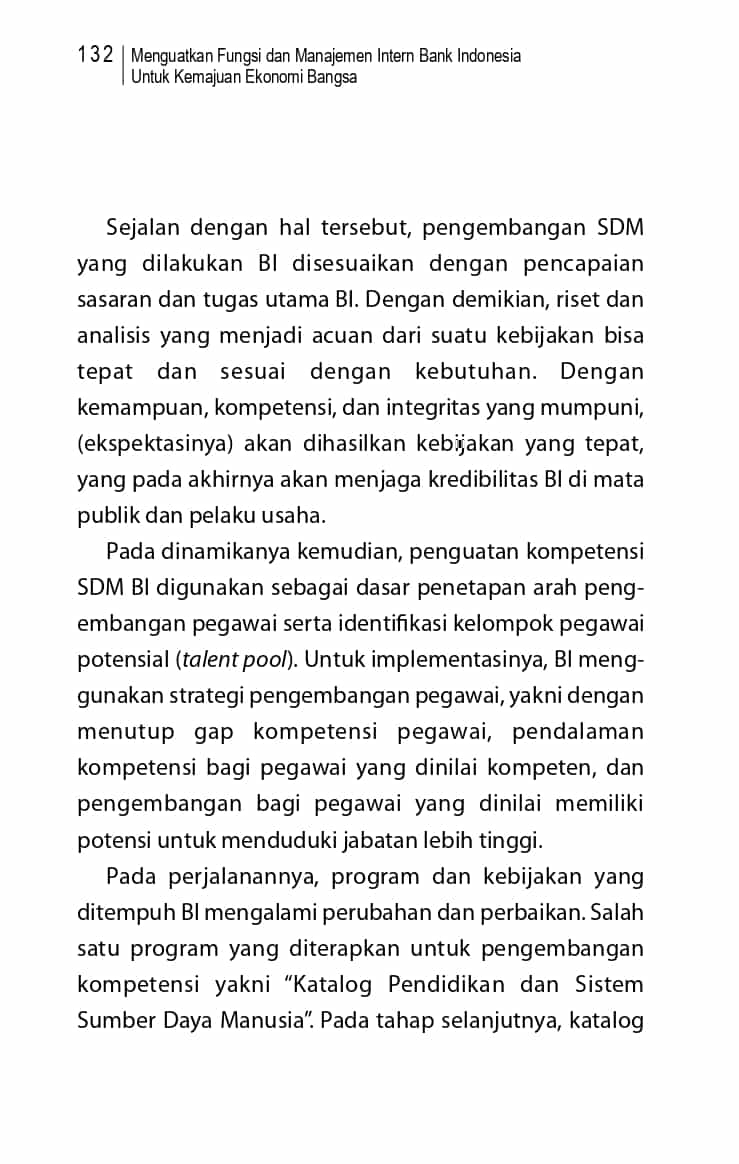 132 Menguatkan Fungsi dan Manajemen Intern Bank Indonesia
Untuk Kemajuan Ekonomi Bangsa
Sejalan dengan hal tersebut, pengembangan SDM
yang dilakukan BI disesuaikan dengan pencapaian
sasaran dan tugas utama BI. Dengan demikian, riset dan
analisis yang menjadi acuan dari suatu kebijakan bisa
tepat dan sesuai dengan kebutuhan. Dengan
kemampuan, kompetensi, dan integritas yang mumpuni,
(ekspektasinya) akan dihasilkan kebijakan yang tepat,
yang pada akhirnya akan menjaga kredibilitas BI di mata
publik dan pelaku usaha.
Pada dinamikanya kemudian, penguatan kompetensi
SDM BI digunakan sebagai dasar penetapan arah peng-
embangan pegawai serta identifikasi kelompok pegawai
potensial (talent pool). Untuk implementasinya, BI meng-
gunakan strategi pengembangan pegawai, yakni dengan
menutup gap kompetensi pegawai, pendalaman
kompetensi bagi pegawai yang dinilai kompeten, dan
pengembangan bagi pegawai yang dinilai memiliki
potensi untuk menduduki jabatan lebih tinggi.
Pada perjalanannya, program dan kebijakan yang
ditempuh BI mengalami perubahan dan perbaikan. Salah
satu program yang diterapkan untuk pengembangan
kompetensi yakni “Katalog Pendidikan dan Sistem
Sumber Daya Manusia”. Pada tahap selanjutnya, katalog